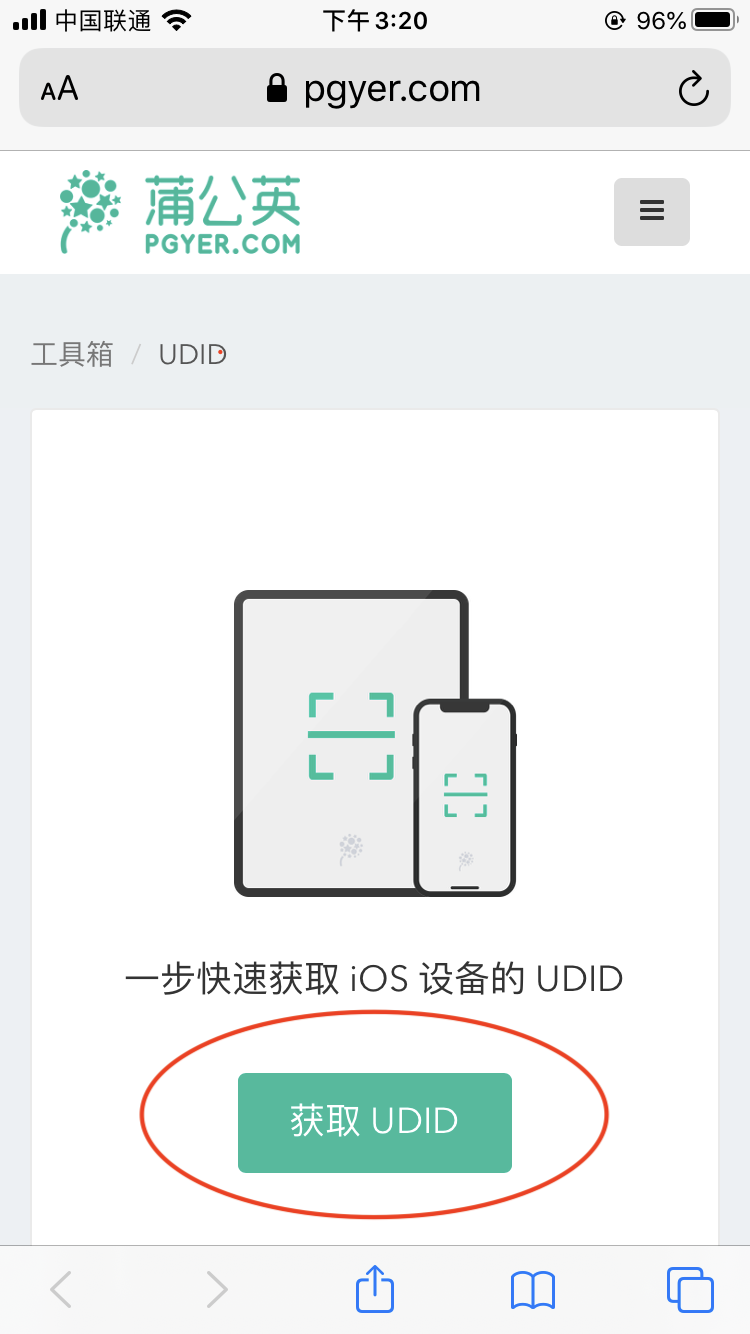 中国联通 下午3:20 96%
AA pgyer.com
蒲公英
PGYER.COM
工具箱 / UDID
一步快速获取 iOS 设备的 UDID
获取 UDID